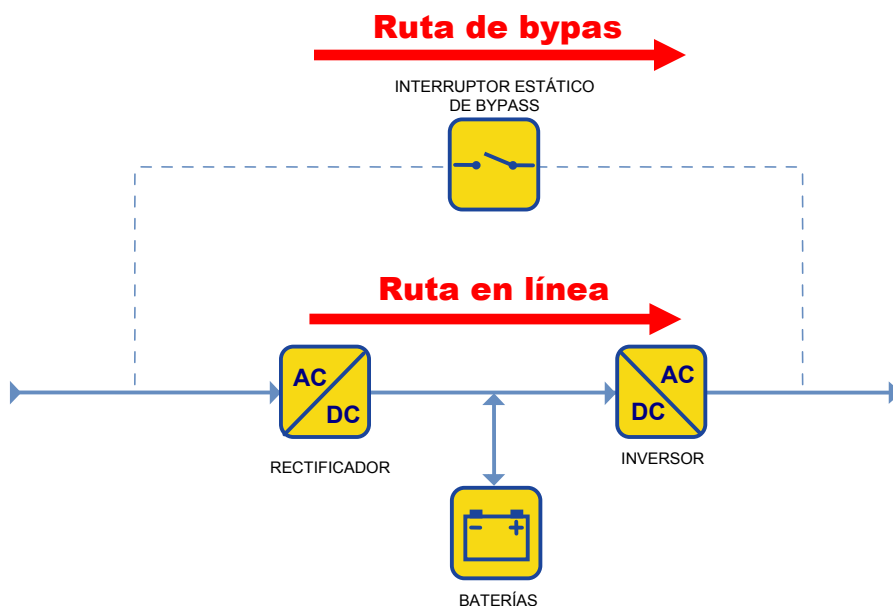 Ruta de bypas
INTERRUPTOR ESTÁTICO
DE BYPASS
Ruta en línea
AC
DC
AC
DC
RECTIFICADOR
INVERSOR
- +
BATERÍAS